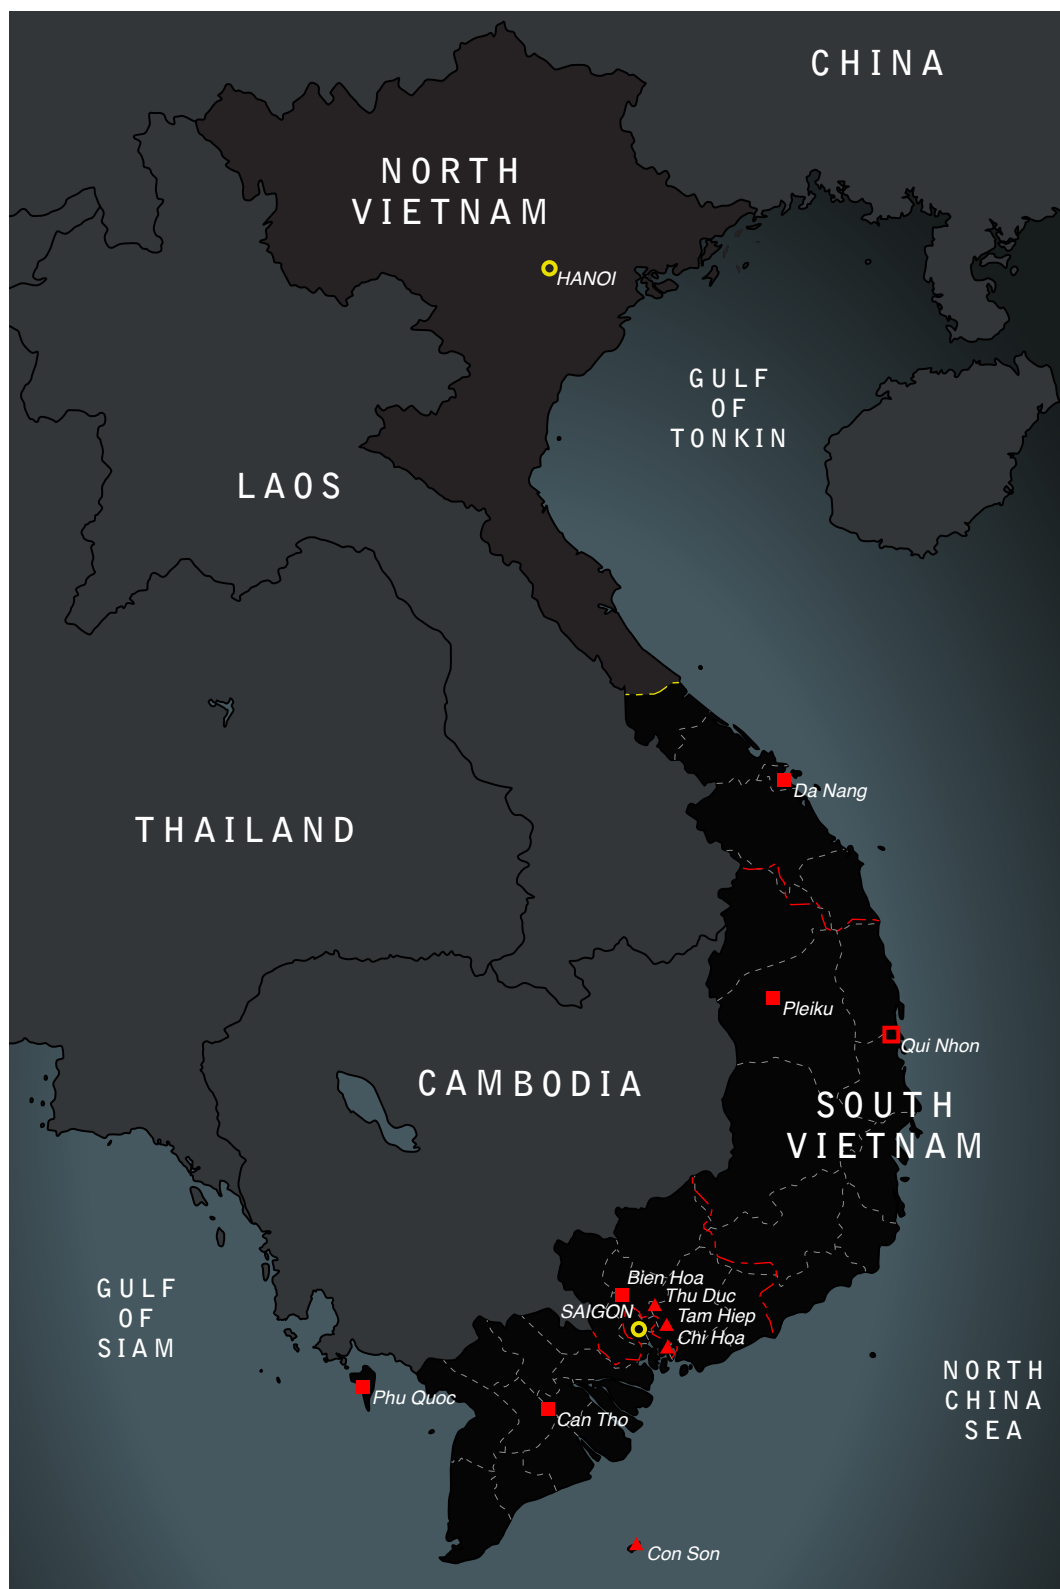 CHINA
NORTH
VIETNAM
HANOI
GULF
OF
TONKIN
LAOS
Da Nang
THAILAND
Pleiku
Qui Nhon
CAMBODIA
SOUTH
VIETNAM
Bien Hoa
Thu Duc
SAIGON
Tam Hiep
Chi Hoa
GULF
OF
SIAM
Phu Quoc
Can Tho
NORTH
CHINA
SEA
Con Son